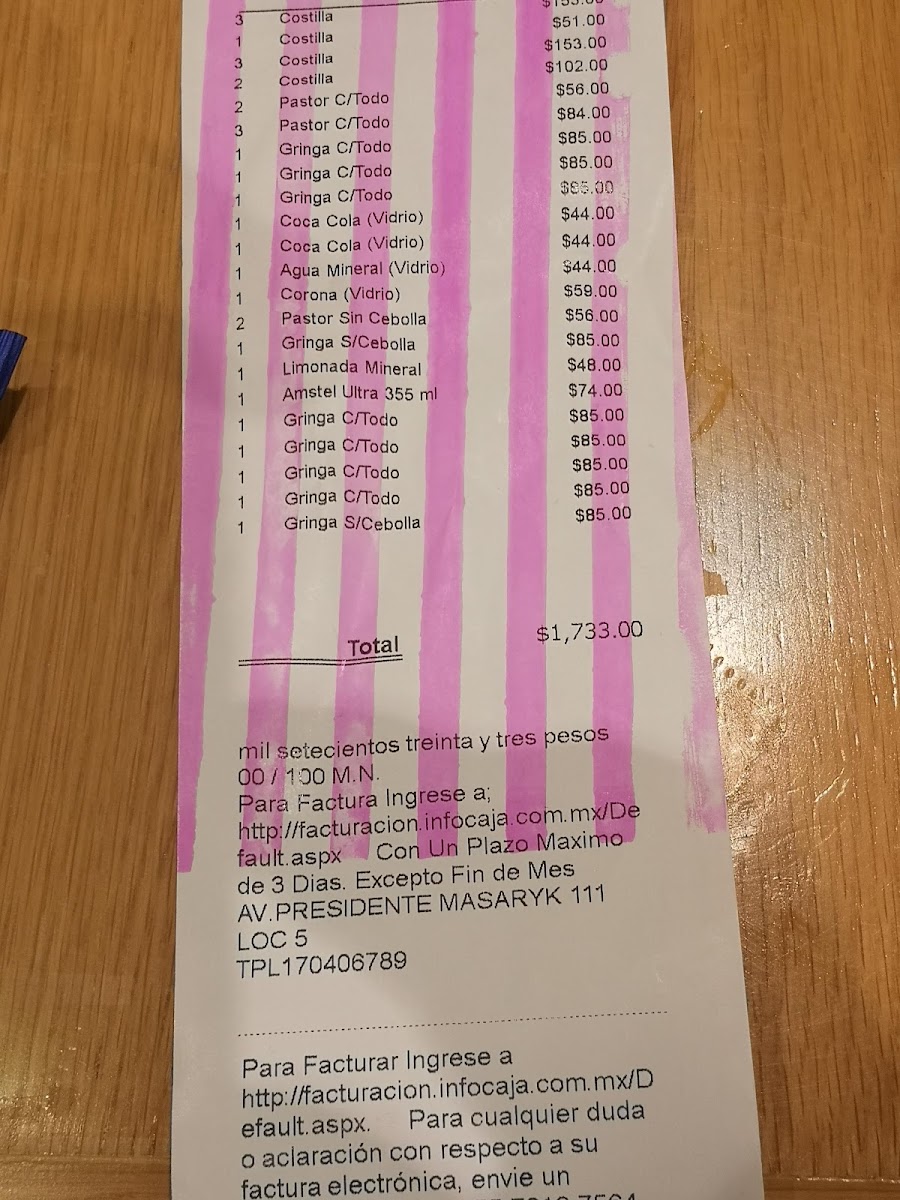 3 Costilla $153.00
1 Costilla $51.00
3 Costilla $153.00
2 Costilla $102.00
2 Pastor C/Todo $56.00
3 Pastor C/Todo $84.00
1 Gringa C/Todo $85.00
1 Gringa C/Todo $85.00
1 Gringa C/Todo $85.00
1 Coca Cola (Vidrio) $44.00
1 Coca Cola (Vidrio) $44.00
1 Agua Mineral (Vidrio) $44.00
1 Corona (Vidrio) $59.00
2 Pastor Sin Cebolla $56.00
1 Gringa S/Cebolla $85.00
1 Limonada Mineral $48.00
1 Amstel Ultra 355 ml $74.00
1 Gringa C/Todo $85.00
1 Gringa C/Todo $85.00
1 Gringa C/Todo $85.00
1 Gringa C/Todo $85.00
1 Gringa S/Cebolla $85.00
Total $1,733.00
mil setecientos treinta y tres pesos
00 / 100 M.N.
Para Factura Ingrese a;
http://facturacion.infocaja.com.mx/De
fault.aspx Con Un Plazo Maximo
de 3 Dias. Excepto Fin de Mes
AV.PRESIDENTE MASARYK 111
LOC 5
TPL170406789
Para Facturar Ingrese a
http://facturacion.infocaja.com.mx/D
efault.aspx. Para cualquier duda
o aclaración con respecto a su
factura electrónica, envie un